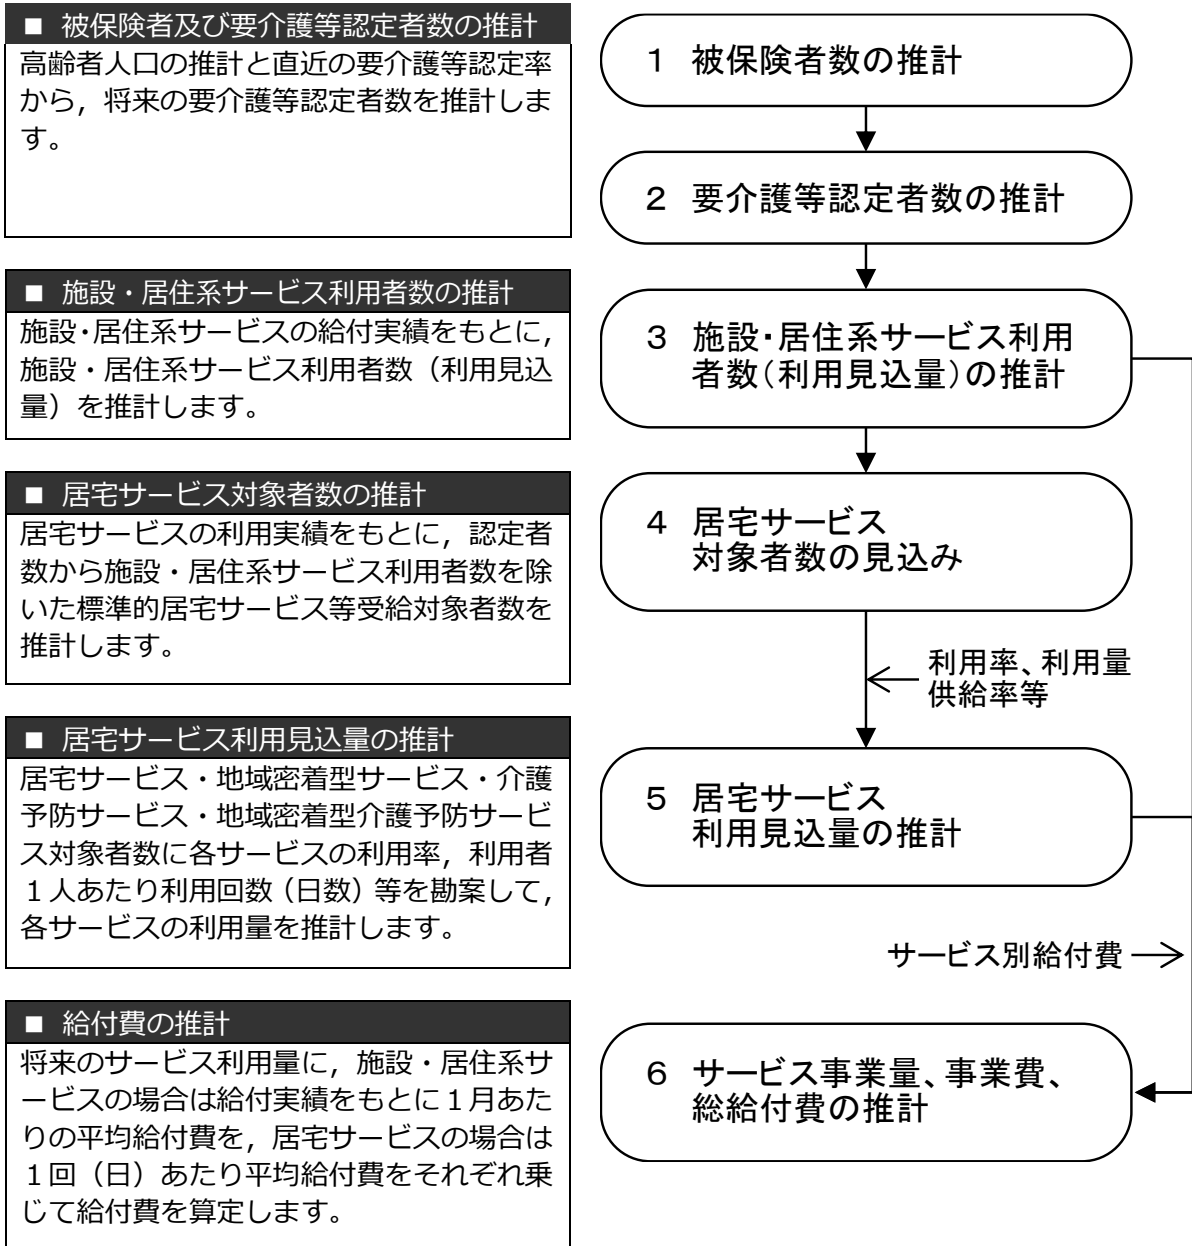 ■ 被保険者及び要介護等認定者数の推計
高齢者人口の推計と直近の要介護等認定率
から，将来の要介護等認定者数を推計しま
す。
■ 施設・居住系サービス利用者数の推計
施設・居住系サービスの給付実績をもとに，
施設・居住系サービス利用者数（利用見込
量）を推計します。
■ 居宅サービス対象者数の推計
居宅サービスの利用実績をもとに，認定者
数から施設・居住系サービス利用者数を除
いた標準的居宅サービス等受給対象者数を
推計します。
■ 居宅サービス利用見込量の推計
居宅サービス・地域密着型サービス・介護
予防サービス・地域密着型介護予防サービ
ス対象者数に各サービスの利用率，利用者
１人あたり利用回数（日数）等を勘案して，
各サービスの利用量を推計します。
■ 給付費の推計
将来のサービス利用量に，施設・居住系サ
ービスの場合は給付実績をもとに１月あた
りの平均給付費を，居宅サービスの場合は
１回（日）あたり平均給付費をそれぞれ乗
じて給付費を算定します。
１ 被保険者数の推計
２ 要介護等認定者数の推計
３ 施設・居住系サービス利用
者数（利用見込量）の推計
４ 居宅サービス
対象者数の見込み
利用率、利用量
供給率等
５ 居宅サービス
利用見込量の推計
サービス別給付費
６ サービス事業量、事業費、
総給付費の推計